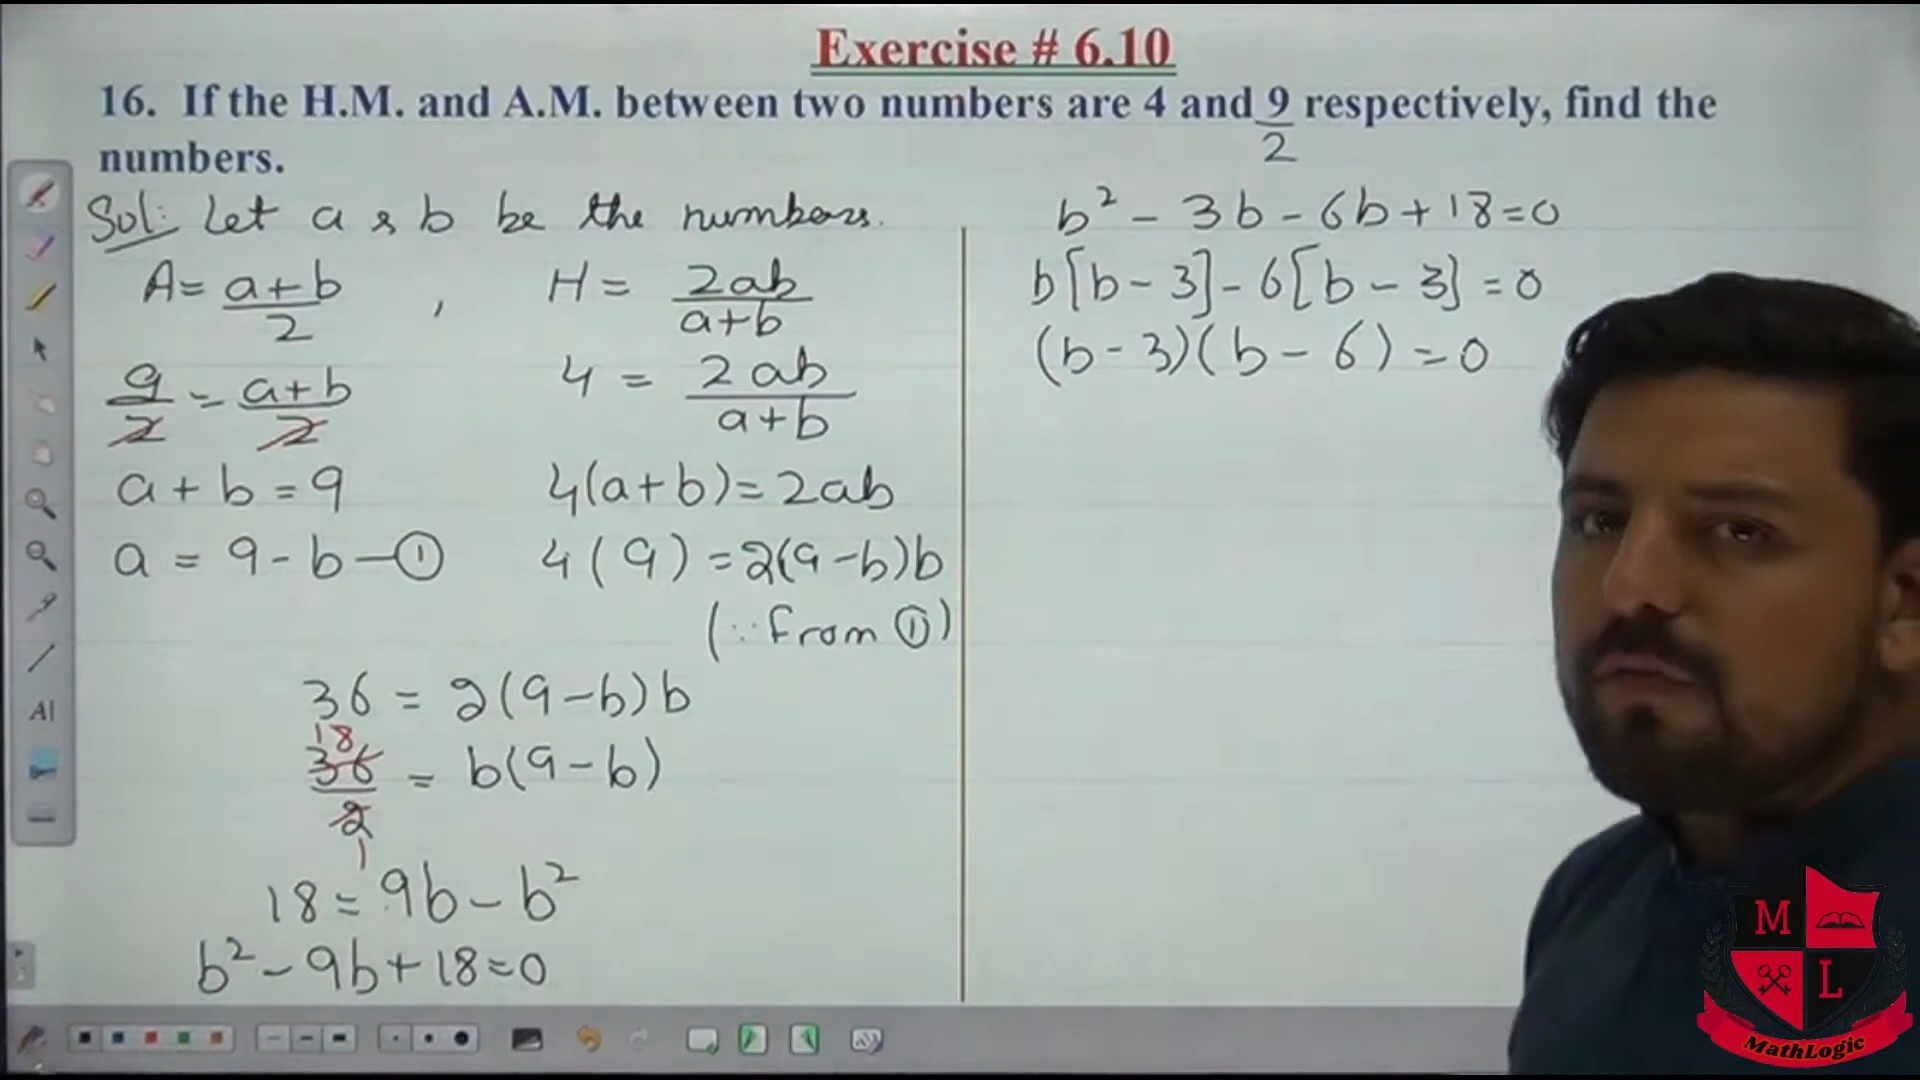 Exercise # 6.10
16. If the H.M. and A.M. between two numbers are 4 and 9/2 respectively, find the
numbers.
Sol: Let a & b be the numbers.
A = (a+b)/2 , H = 2ab/(a+b)
9/2 = (a+b)/2
4 = 2ab/(a+b)
a + b = 9
4(a+b) = 2ab
a = 9 - b — ①
4(9) = 2(9-b)b
(∵ From ①)
36 = 2(9-b)b
18
36/2 = b(9-b)
1
18 = 9b - b²
b² - 9b + 18 = 0
b² - 3b - 6b + 18 = 0
b[b - 3] - 6[b - 3] = 0
(b - 3)(b - 6) = 0
A
M
L
MathLogic